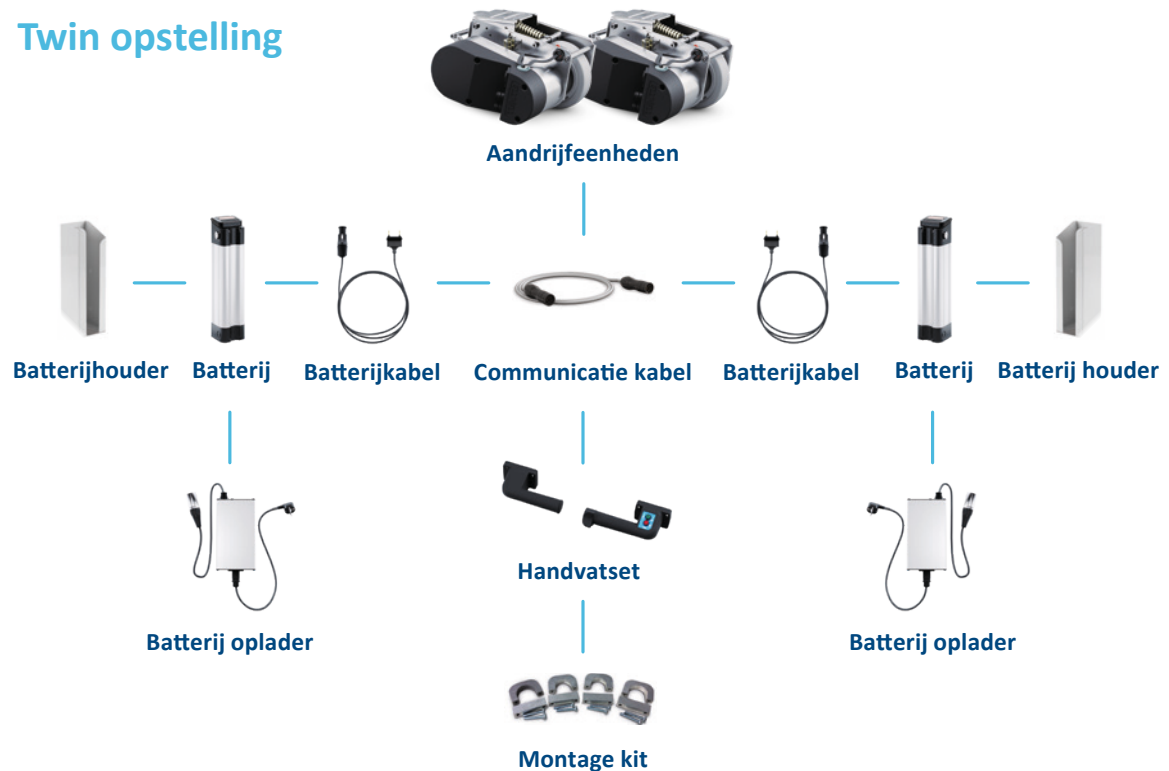 Twin opstelling
Aandrijfeenheden
Batterijhouder
Batterij
Batterijkabel
Communicatie kabel
Batterijkabel
Batterij
Batterij houder
Handvatset
Batterij oplader
Batterij oplader
Montage kit